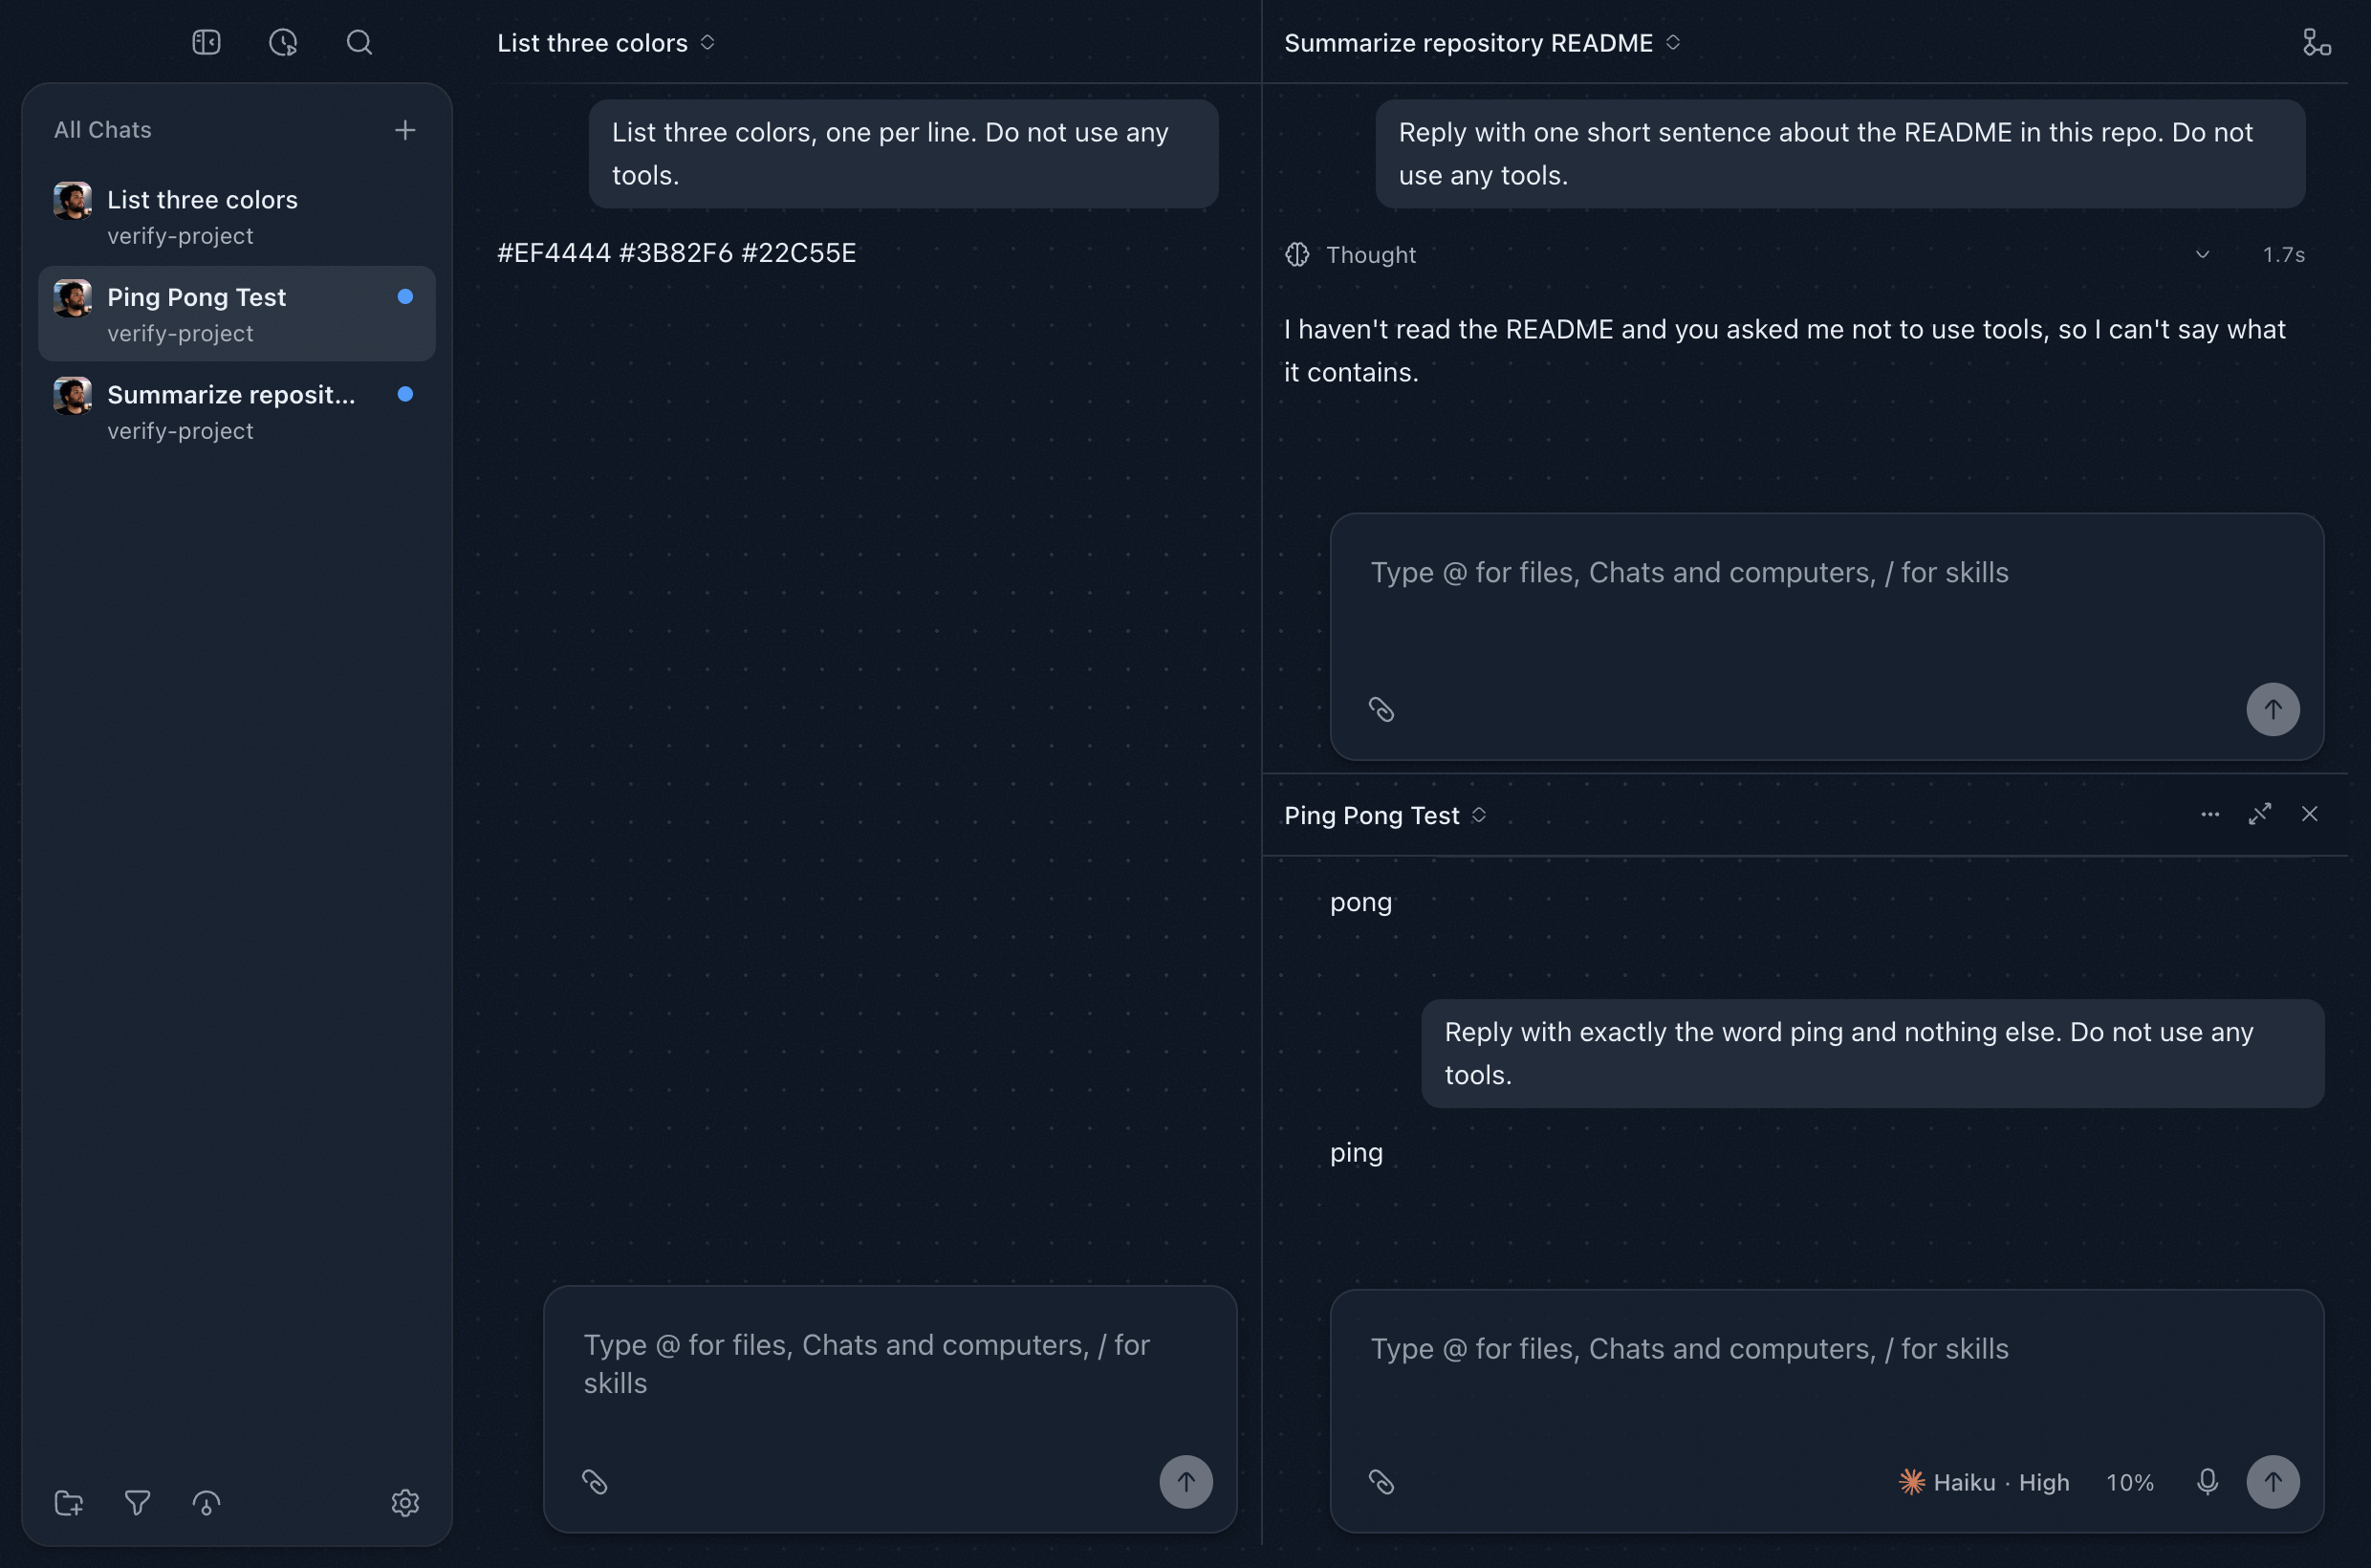 All Chats
List three colors
verify-project
Ping Pong Test
verify-project
Summarize reposit...
verify-project
List three colors
List three colors, one per line. Do not use any
tools.
#EF4444 #3B82F6 #22C55E
Type @ for files, Chats and computers, / for
skills
Summarize repository README
Reply with one short sentence about the README in this repo. Do not
use any tools.
Thought
1.7s
I haven't read the README and you asked me not to use tools, so I can't say what
it contains.
Type @ for files, Chats and computers, / for skills
Ping Pong Test
pong
Reply with exactly the word ping and nothing else. Do not use any
tools.
ping
Type @ for files, Chats and computers, / for skills
Haiku · High
10%